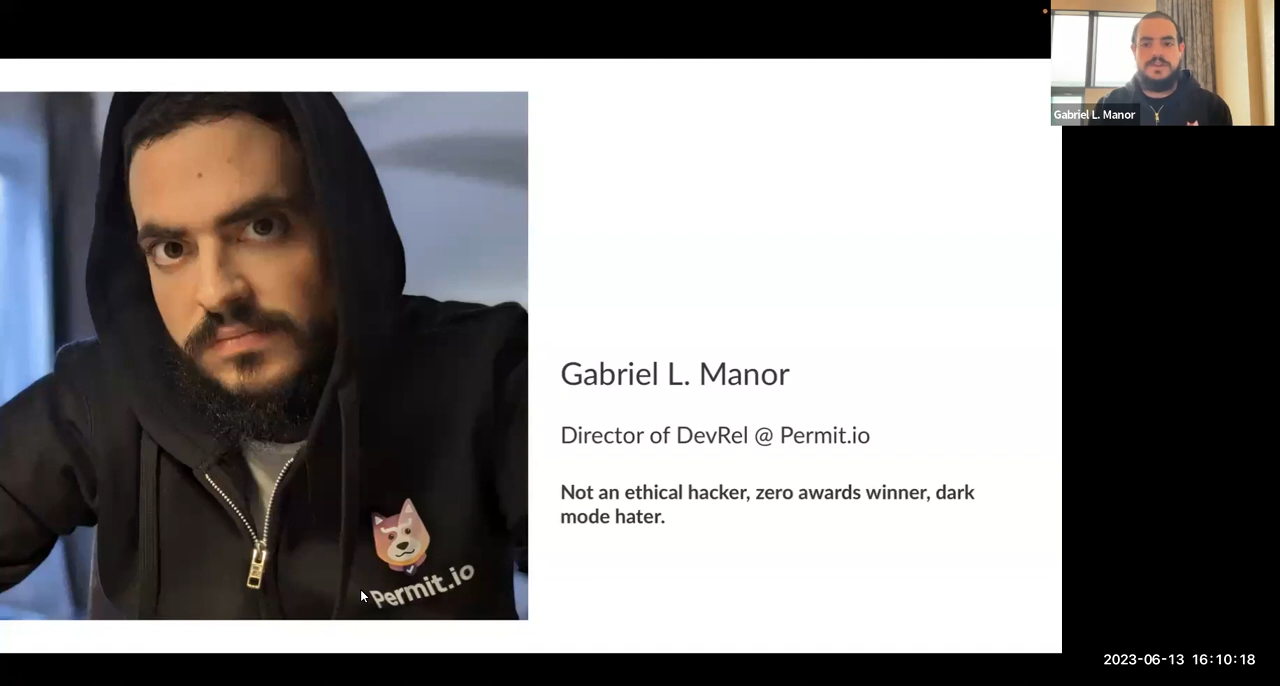 Gabriel L. Manor
Gabriel L. Manor
Director of DevRel @ Permit.io
Not an ethical hacker, zero awards winner, dark
mode hater.
Permit.io
2023-06-13 16:10:18